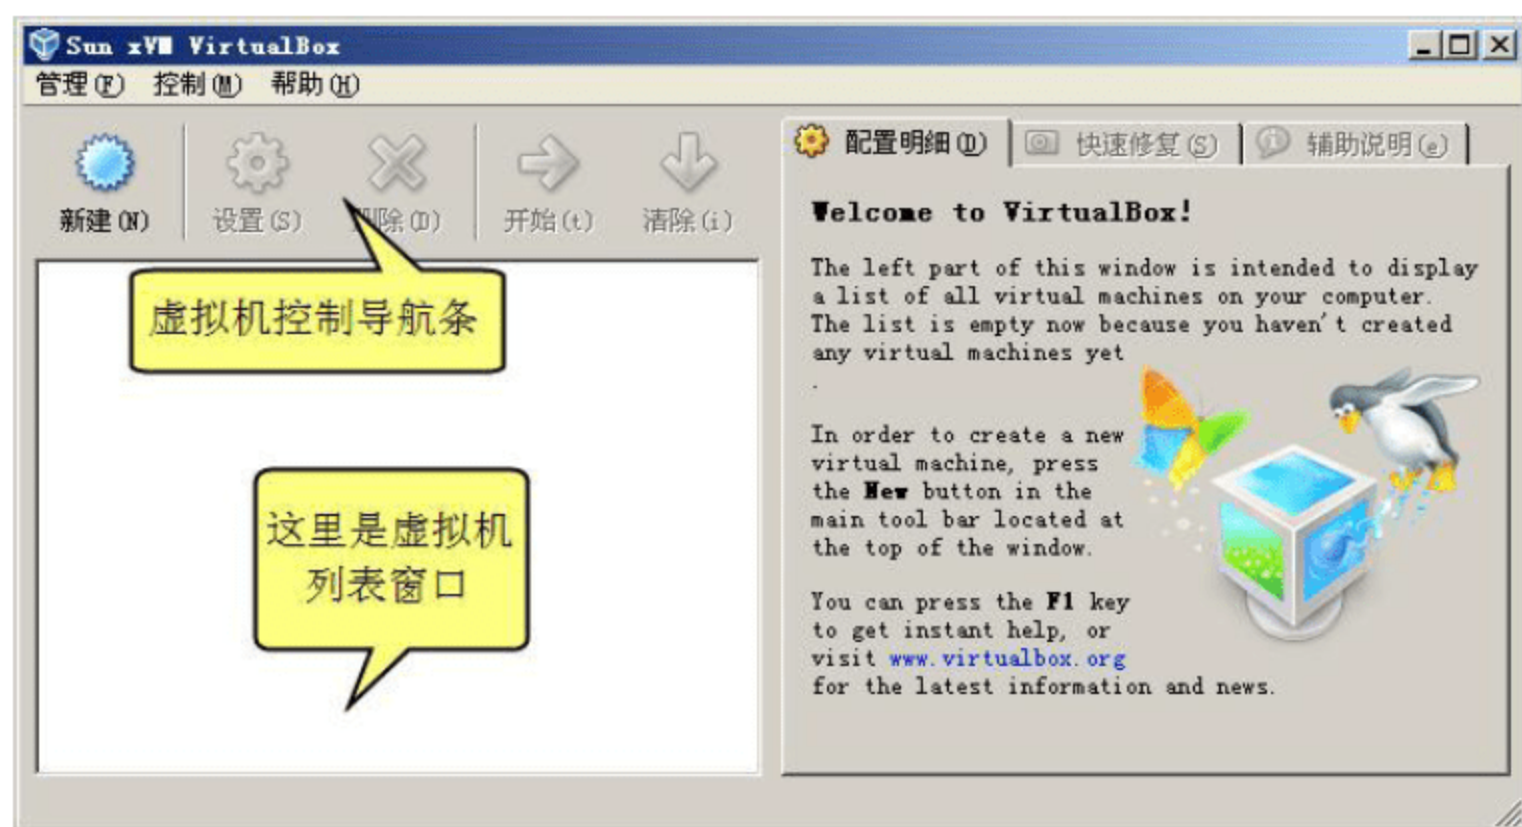 Sun xVM VirtualBox
管理(F) 控制(M) 帮助(H)
新建(N) 设置(S) 删除(D) 开始(t) 清除(i)
虚拟机控制导航条
这里是虚拟机
列表窗口
配置明细(D) 快速修复(S) 辅助说明(e)
Welcome to VirtualBox!
The left part of this window is intended to display
a list of all virtual machines on your computer.
The list is empty now because you haven't created
any virtual machines yet
.
In order to create a new
virtual machine, press
the New button in the
main tool bar located at
the top of the window.
You can press the F1 key
to get instant help, or
visit www.virtualbox.org
for the latest information and news.